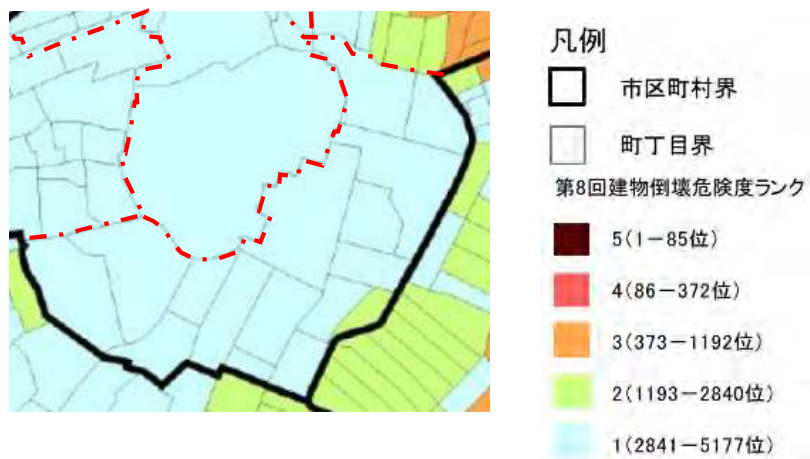 凡例
市区町村界
町丁目界
第8回建物倒壊危険度ランク
5(1－85位)
4(86－372位)
3(373－1192位)
2(1193－2840位)
1(2841－5177位)